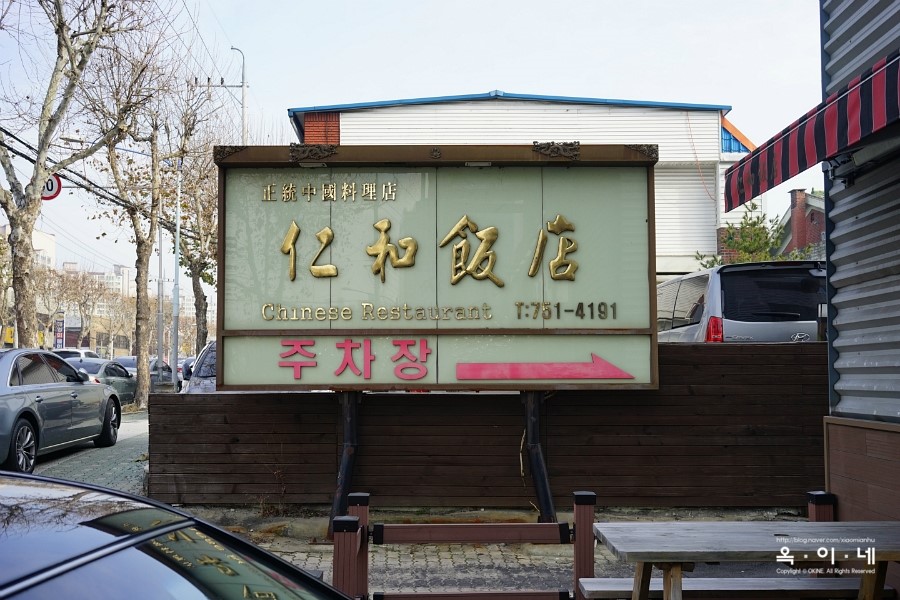 正統中國料理店
仁和飯店
Chinese Restaurant T:751-4191
주차장
http://blog.naver.com/xiaomianhu
옥·이·네
Copyright © OKINE. All Rights Reserved